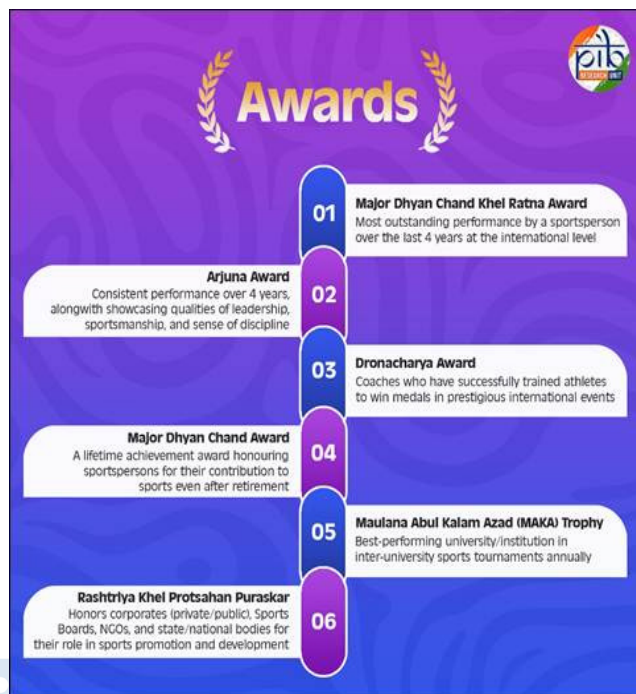 pib
RESEARCH UNIT
Awards
01
Major Dhyan Chand Khel Ratna Award
Most outstanding performance by a sportsperson
over the last 4 years at the international level
Arjuna Award
Consistent performance over 4 years,
alongwith showcasing qualities of leadership,
sportsmanship, and sense of discipline
02
03
Dronacharya Award
Coaches who have successfully trained athletes
to win medals in prestigious international events
Major Dhyan Chand Award
A lifetime achievement award honouring
sportspersons for their contribution to
sports even after retirement
04
05
Maulana Abul Kalam Azad (MAKA) Trophy
Best-performing university/institution in
inter-university sports tournaments annually
Rashtriya Khel Protsahan Puraskar
Honors corporates (private/public), Sports
Boards, NGOs, and state/national bodies for
their role in sports promotion and development
06